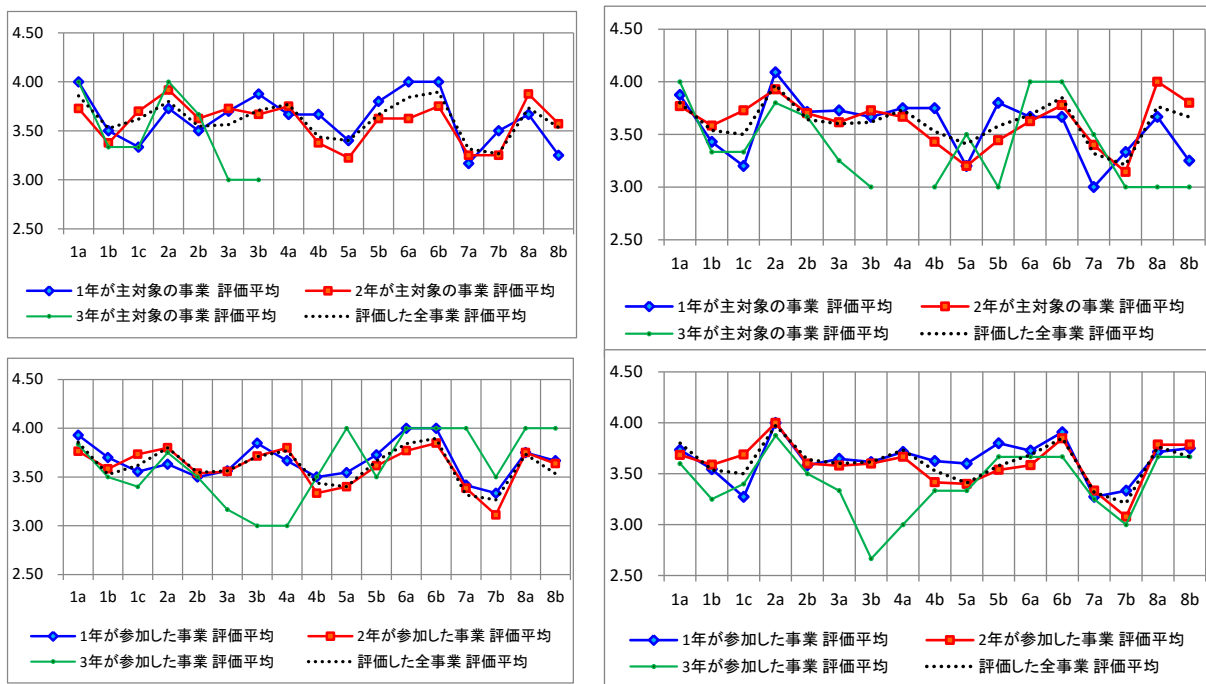 4.50
4.00
3.50
3.00
2.50
1a 1b 1c 2a 2b 3a 3b 4a 4b 5a 5b 6a 6b 7a 7b 8a 8b
1年が主対象の事業 評価平均 2年が主対象の事業 評価平均
3年が主対象の事業 評価平均 評価した全事業 評価平均
4.50
4.00
3.50
3.00
2.50
1a 1b 1c 2a 2b 3a 3b 4a 4b 5a 5b 6a 6b 7a 7b 8a 8b
1年が主対象の事業 評価平均 2年が主対象の事業 評価平均
3年が主対象の事業 評価平均 評価した全事業 評価平均
4.50
4.00
3.50
3.00
2.50
1a 1b 1c 2a 2b 3a 3b 4a 4b 5a 5b 6a 6b 7a 7b 8a 8b
1年が参加した事業 評価平均 2年が参加した事業 評価平均
3年が参加した事業 評価平均 評価した全事業 評価平均
4.50
4.00
3.50
3.00
2.50
1a 1b 1c 2a 2b 3a 3b 4a 4b 5a 5b 6a 6b 7a 7b 8a 8b
1年が参加した事業 評価平均 2年が参加した事業 評価平均
3年が参加した事業 評価平均 評価した全事業 評価平均